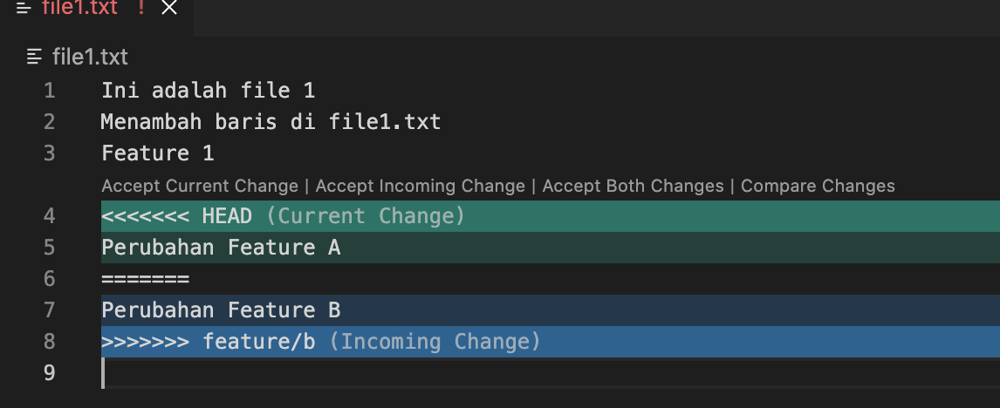 file1.txt !
file1.txt
1 Ini adalah file 1
2 Menambah baris di file1.txt
3 Feature 1
Accept Current Change | Accept Incoming Change | Accept Both Changes | Compare Changes
4 <<<<<<< HEAD (Current Change)
5 Perubahan Feature A
6 =======
7 Perubahan Feature B
8 >>>>>>> feature/b (Incoming Change)
9